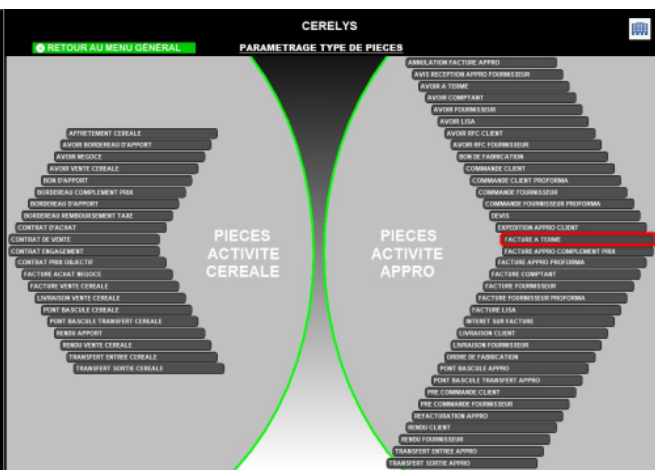 CERELYS
RETOUR AU MENU GÉNÉRAL
PARAMETRAGE TYPE DE PIECES
AFFRETEMENT CEREALE
AVOIR BORDEREAU D'APPORT
AVOIR NEGOCE
AVOIR VENTE CEREALE
BON D'APPORT
BORDEREAU COMPLEMENT PRIX
BORDEREAU D'APPORT
BORDEREAU REMBOURSEMENT TAXE
CONTRAT D'ACHAT
CONTRAT DE VENTE
CONTRAT ENGAGEMENT
CONTRAT PRIX OBJECTIF
FACTURE ACHAT NEGOCE
FACTURE VENTE CEREALE
LIVRAISON VENTE CEREALE
PONT BASCULE CEREALE
PONT BASCULE TRANSFERT CEREALE
RENDU APPORT
RENDU VENTE CEREALE
TRANSFERT ENTREE CEREALE
TRANSFERT SORTIE CEREALE
PIECES
ACTIVITE
CEREALE
PIECES
ACTIVITE
APPRO
ANNULATION FACTURE APPRO
AVIS RECEPTION APPRO FOURNISSEUR
AVOIR A TERME
AVOIR COMPTANT
AVOIR FOURNISSEUR
AVOIR LISA
AVOIR RFC CLIENT
AVOIR RFC FOURNISSEUR
BON DE FABRICATION
COMMANDE CLIENT
COMMANDE CLIENT PROFORMA
COMMANDE FOURNISSEUR
COMMANDE FOURNISSEUR PROFORMA
DEVIS
EXPEDITION APPRO CLIENT
FACTURE A TERME
FACTURE APPRO COMPLEMENT PRIX
FACTURE APPRO PROFORMA
FACTURE COMPTANT
FACTURE FOURNISSEUR
FACTURE FOURNISSEUR PROFORMA
FACTURE LISA
INTERET SUR FACTURE
LIVRAISON CLIENT
LIVRAISON FOURNISSEUR
ORDRE DE FABRICATION
PONT BASCULE APPRO
PONT BASCULE TRANSFERT APPRO
PRE COMMANDE CLIENT
PRE COMMANDE FOURNISSEUR
REFACTURATION APPRO
RENDU CLIENT
RENDU FOURNISSEUR
TRANSFERT ENTREE APPRO
TRANSFERT SORTIE APPRO